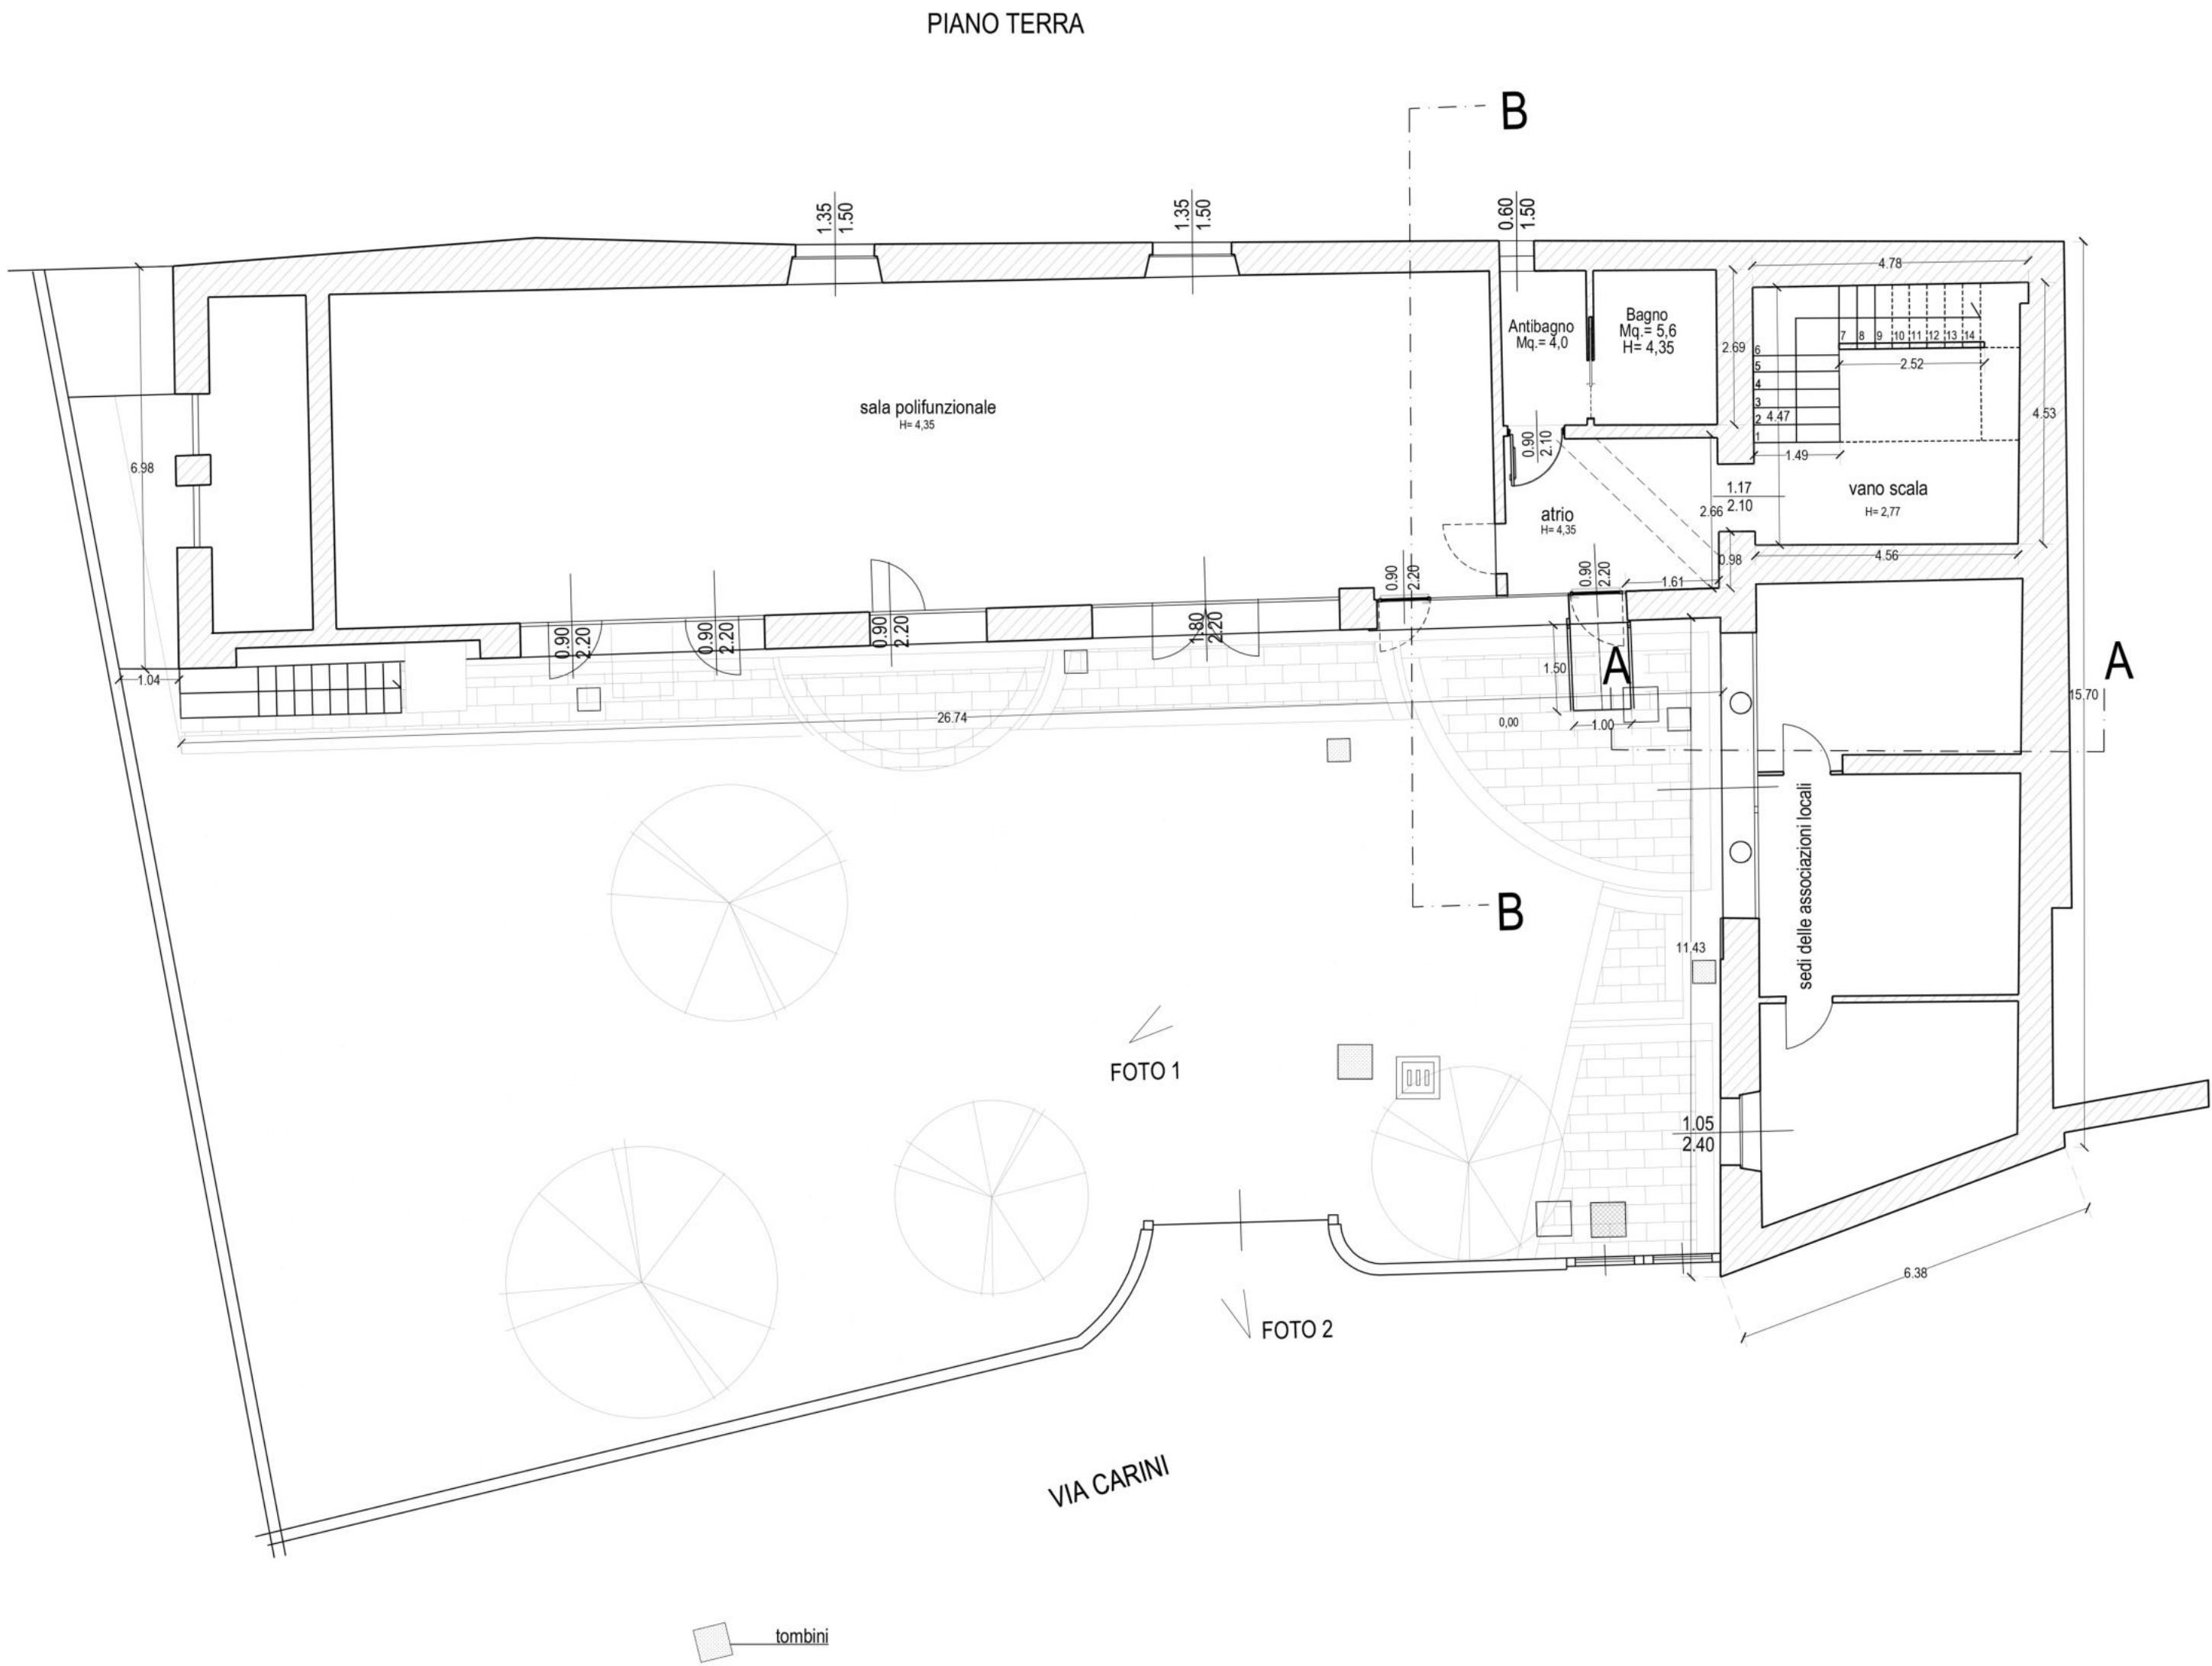 PIANO TERRA
B
1.35
1.50
1.35
1.50
0.60
1.50
4.78
Antibagno
Mq.= 4,0
Bagno
Mq.= 5,6
H= 4,35
2.69
7 8 9 10 11 12 13 14
6
5
4
3
2
1
2.52
4.47
4.53
1.49
sala polifunzionale
H= 4,35
6.98
0.90
2.10
atrio
H= 4,35
1.17
2.10
2.66
vano scala
H= 2,77
0.98
4.56
0.90
2.20
0.90
2.20
1.61
0.90
2.20
0.90
2.20
0.90
2.20
1.80
2.20
1.04
1.50
A
A
15.70
26.74
0,00
1.00
B
sedi delle associazioni locali
11.43
FOTO 1
1.05
2.40
6.38
FOTO 2
VIA CARINI
tombini